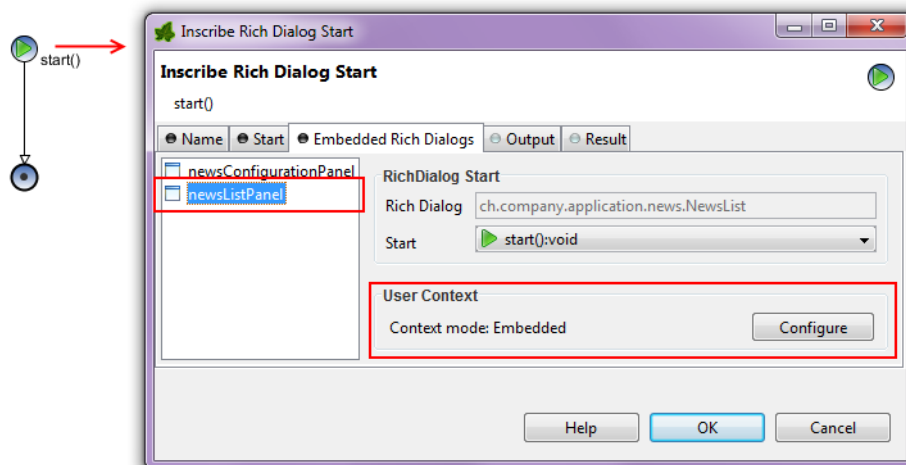 Inscribe Rich Dialog Start
start()
Inscribe Rich Dialog Start
start()
Name Start Embedded Rich Dialogs Output Result
newsConfigurationPanel
newsListPanel
RichDialog Start
Rich Dialog ch.company.application.news.NewsList
Start start():void
User Context
Context mode: Embedded Configure
Help OK Cancel